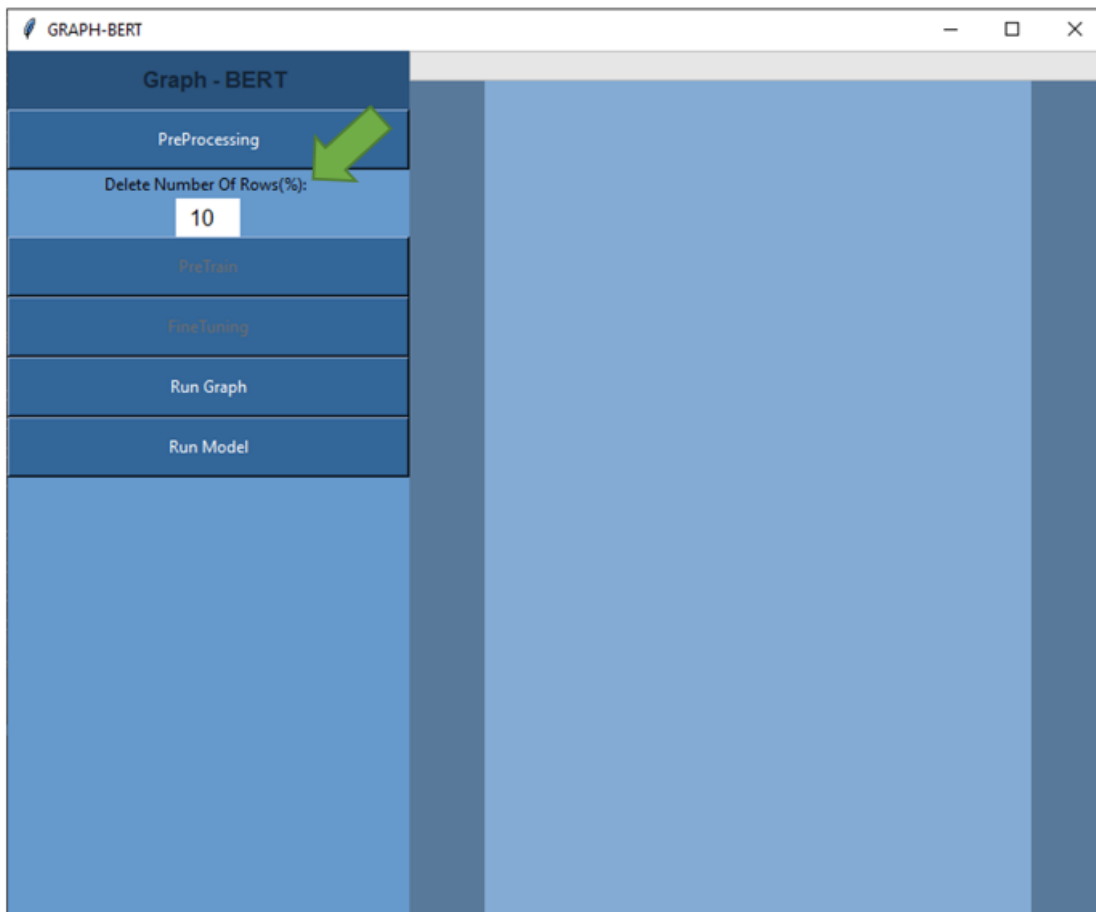 GRAPH-BERT
Graph - BERT
PreProcessing
Delete Number Of Rows(%):
10
PreTrain
FineTuning
Run Graph
Run Model